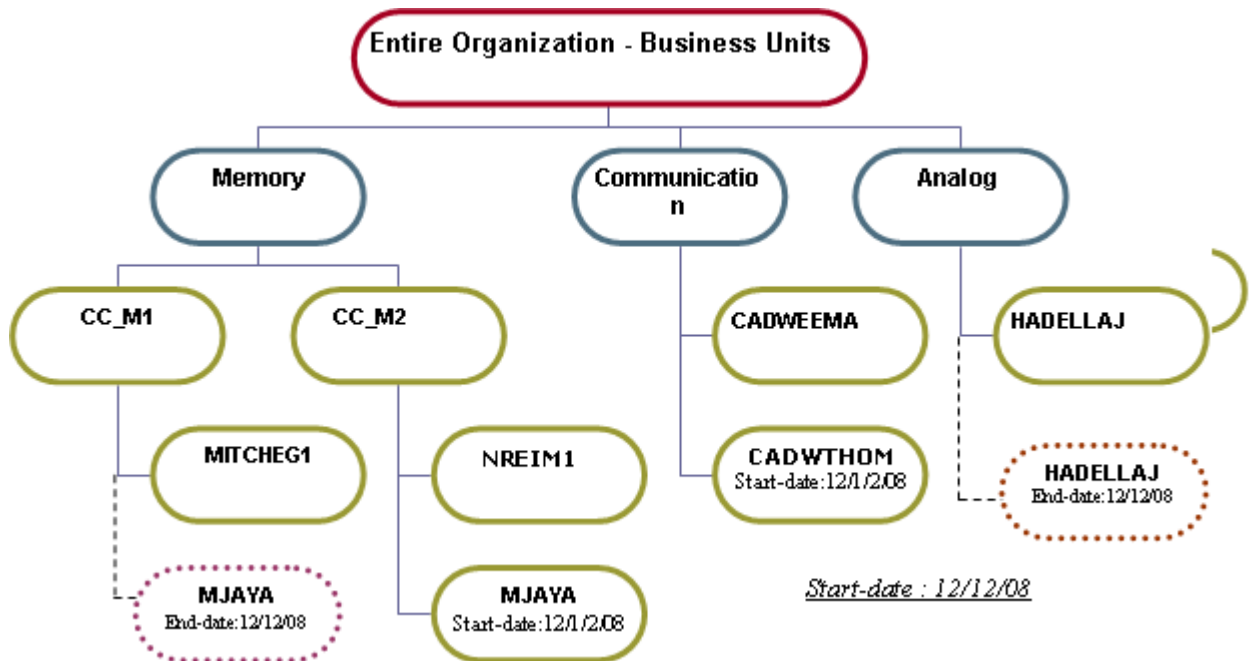 Entire Organization - Business Units
Memory
Communicatio
n
Analog
CC_M1
CC_M2
CADWEEMA
HADELLAJ
MITCHEG1
NREIM1
CADWTHOM
Start-date:12/1/2/08
HADELLAJ
End-date:12/12/08
MJAYA
End-date:12/12/08
MJAYA
Start-date:12/1/2/08
Start-date : 12/12/08